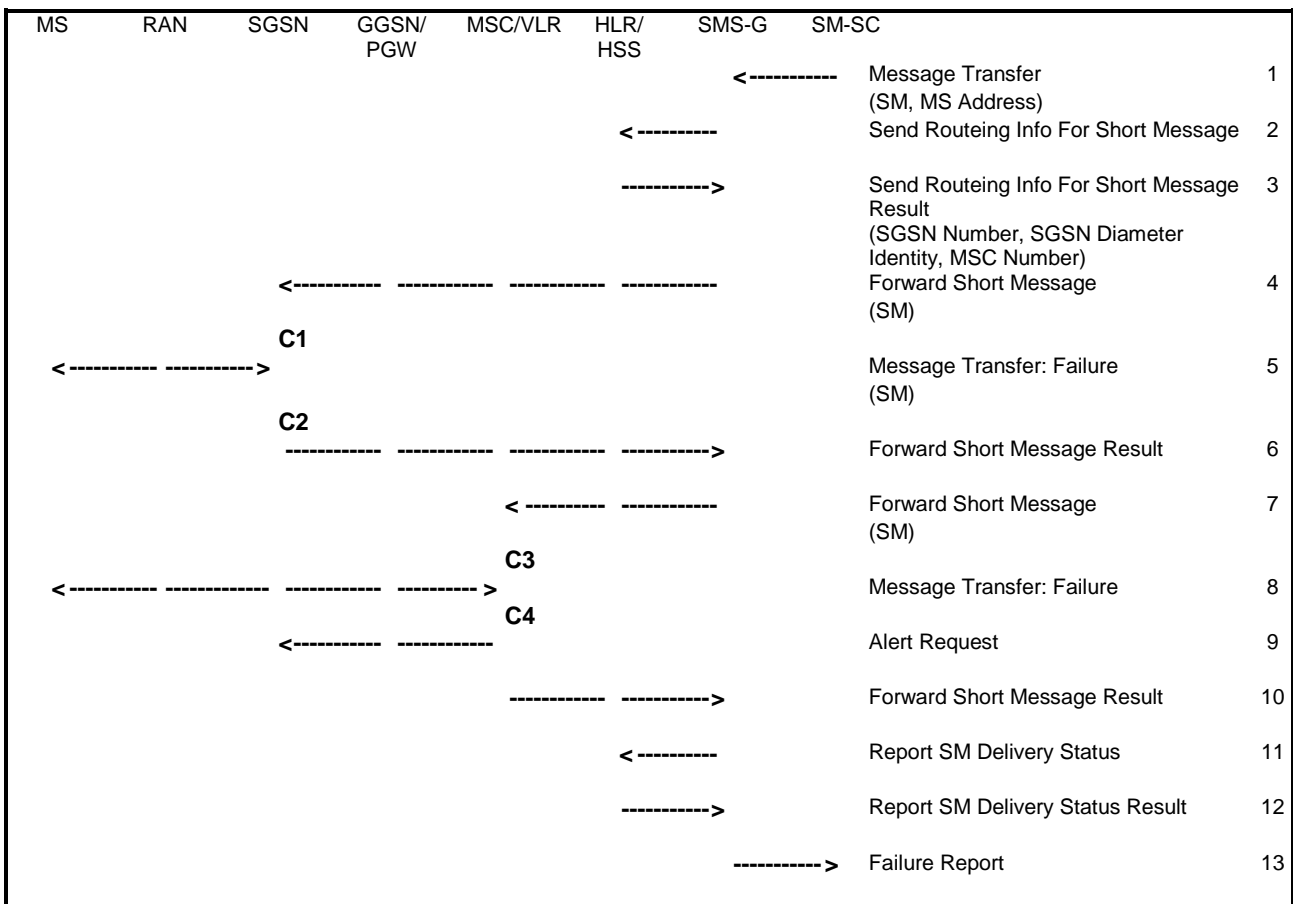 MS RAN SGSN GGSN/ MSC/VLR HLR/ SMS-G SM-SC
PGW HSS
<----------- Message Transfer 1
(SM, MS Address)
<---------- Send Routeing Info For Short Message 2
-----------> Send Routeing Info For Short Message 3
Result
(SGSN Number, SGSN Diameter
Identity, MSC Number)
<----------- ------------ ------------ ------------ Forward Short Message 4
(SM)
C1
<----------- -----------> Message Transfer: Failure 5
(SM)
C2
------------ ------------ ------------ -----------> Forward Short Message Result 6
<---------- ------------ Forward Short Message 7
(SM)
C3
<----------- ------------- ------------ ----------> Message Transfer: Failure 8
C4
<----------- ------------ Alert Request 9
------------ -----------> Forward Short Message Result 10
<---------- Report SM Delivery Status 11
-----------> Report SM Delivery Status Result 12
-----------> Failure Report 13